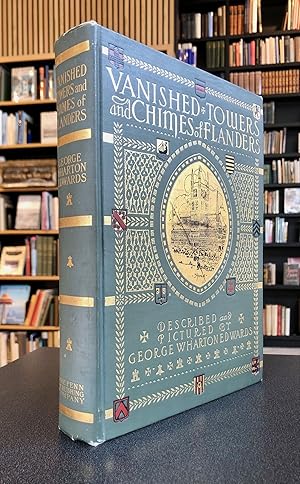 VANISHED
TOWERS and
CHIMES of
FLANDERS
GEORGE
WHARTON
EDWARDS
PENN
PUBLISHING
COMPANY
VANISHED TOWERS
and CHIMES of FLANDERS
DESCRIBED and
PICTURED BY
GEORGE WHARTON EDWARDS